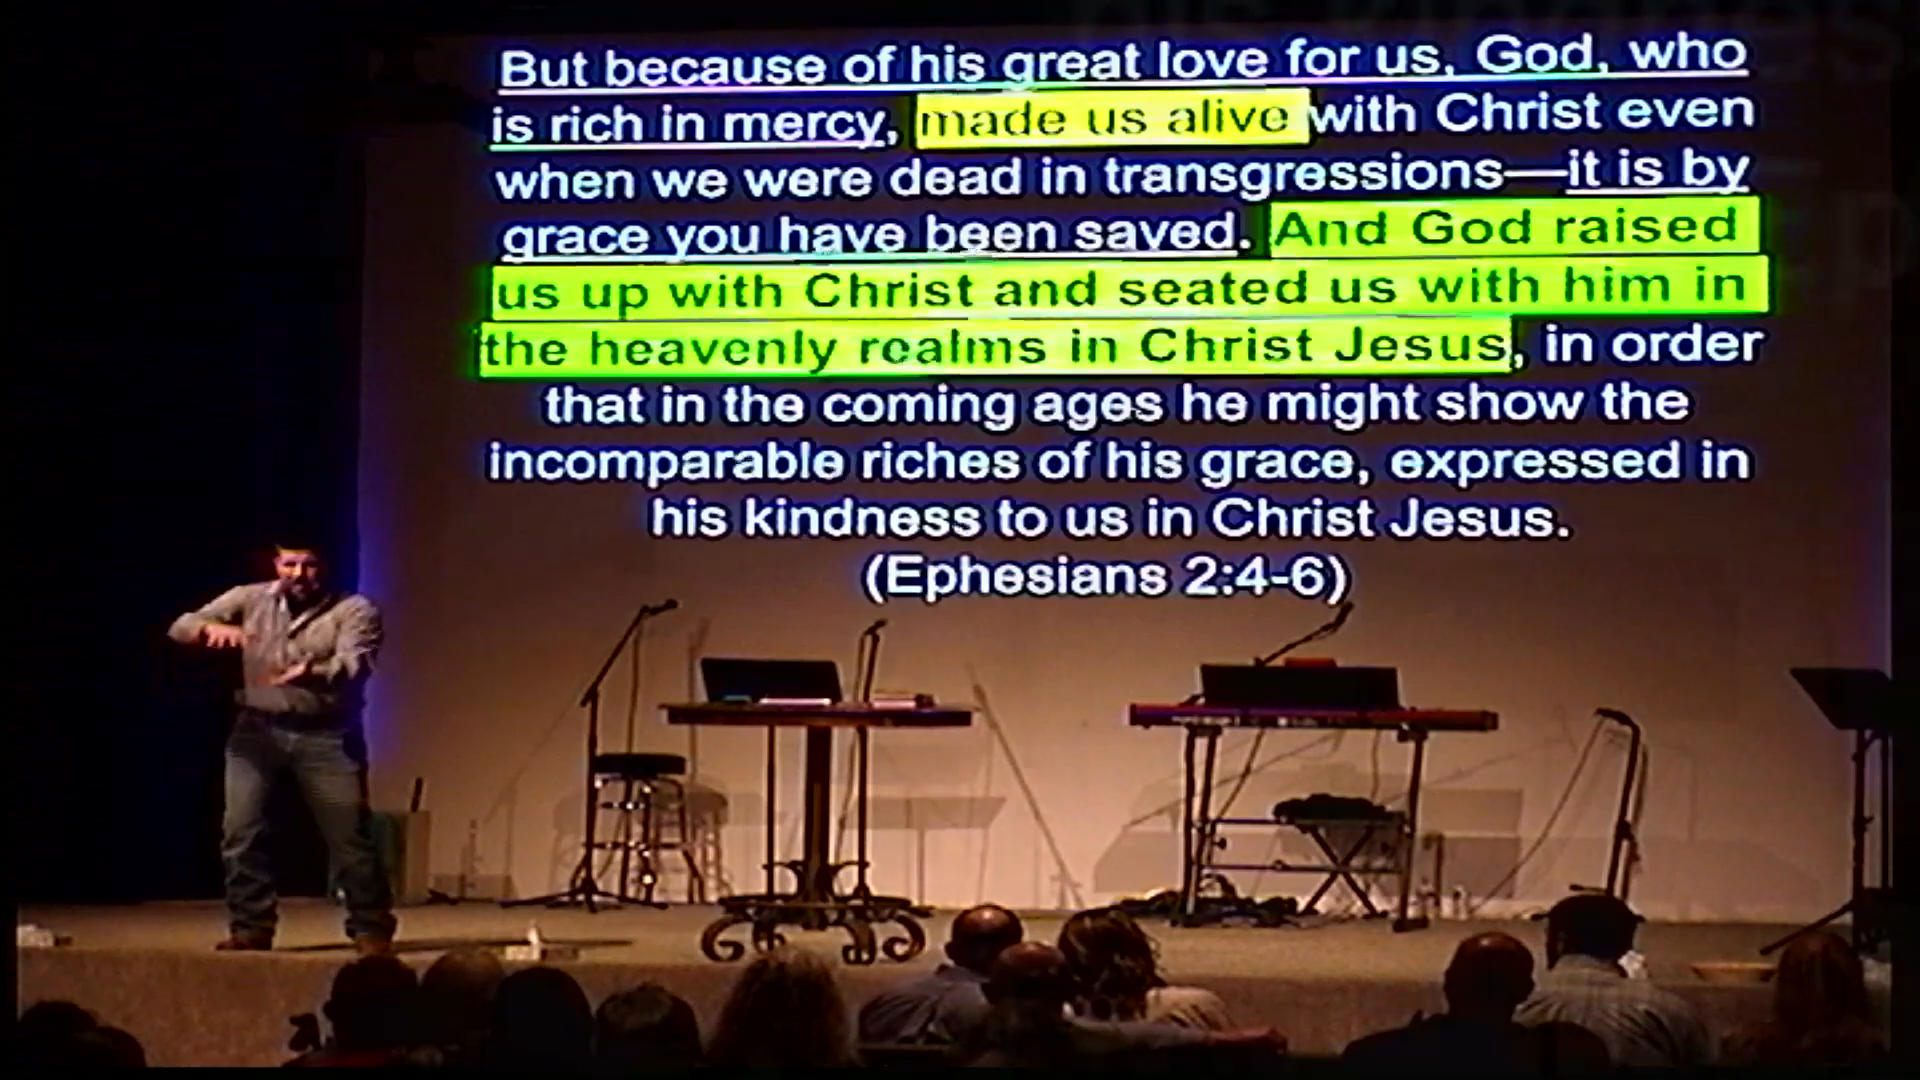 But because of his great love for us, God, who
is rich in mercy, made us alive with Christ even
when we were dead in transgressions—it is by
grace you have been saved. And God raised
us up with Christ and seated us with him in
the heavenly realms in Christ Jesus, in order
that in the coming ages he might show the
incomparable riches of his grace, expressed in
his kindness to us in Christ Jesus.
(Ephesians 2:4-6)